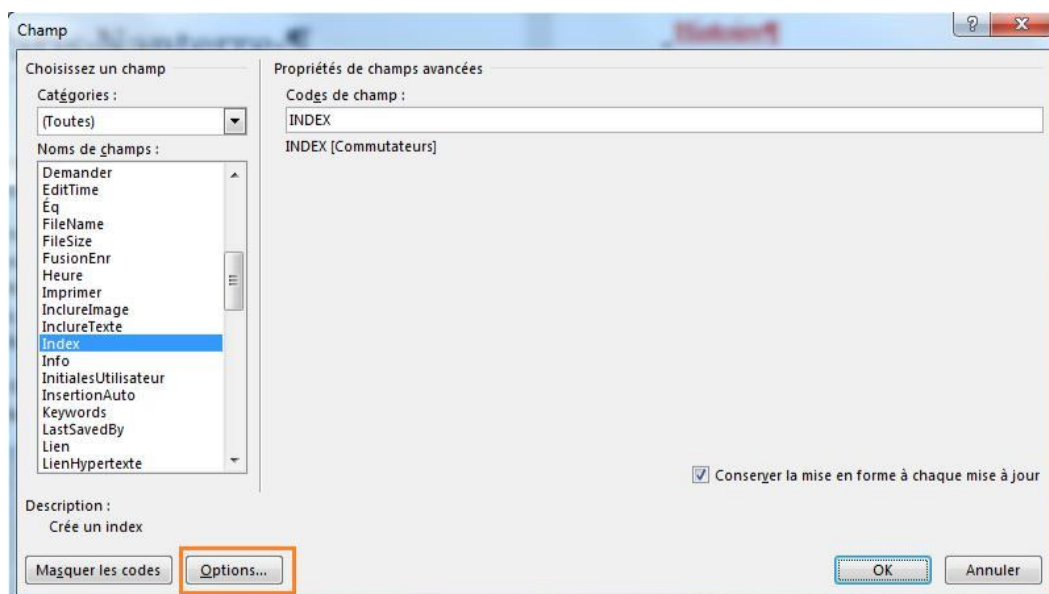 Champ
Choisissez un champ
Catégories :
(Toutes)
Noms de champs :
Demander
EditTime
Éq
FileName
FileSize
FusionEnr
Heure
Imprimer
InclureImage
InclureTexte
Index
Info
InitialesUtilisateur
InsertionAuto
Keywords
LastSavedBy
Lien
LienHypertexte
Propriétés de champs avancées
Codes de champ :
INDEX
INDEX [Commutateurs]
Conserver la mise en forme à chaque mise à jour
Description :
Crée un index
Masquer les codes
Options...
OK
Annuler